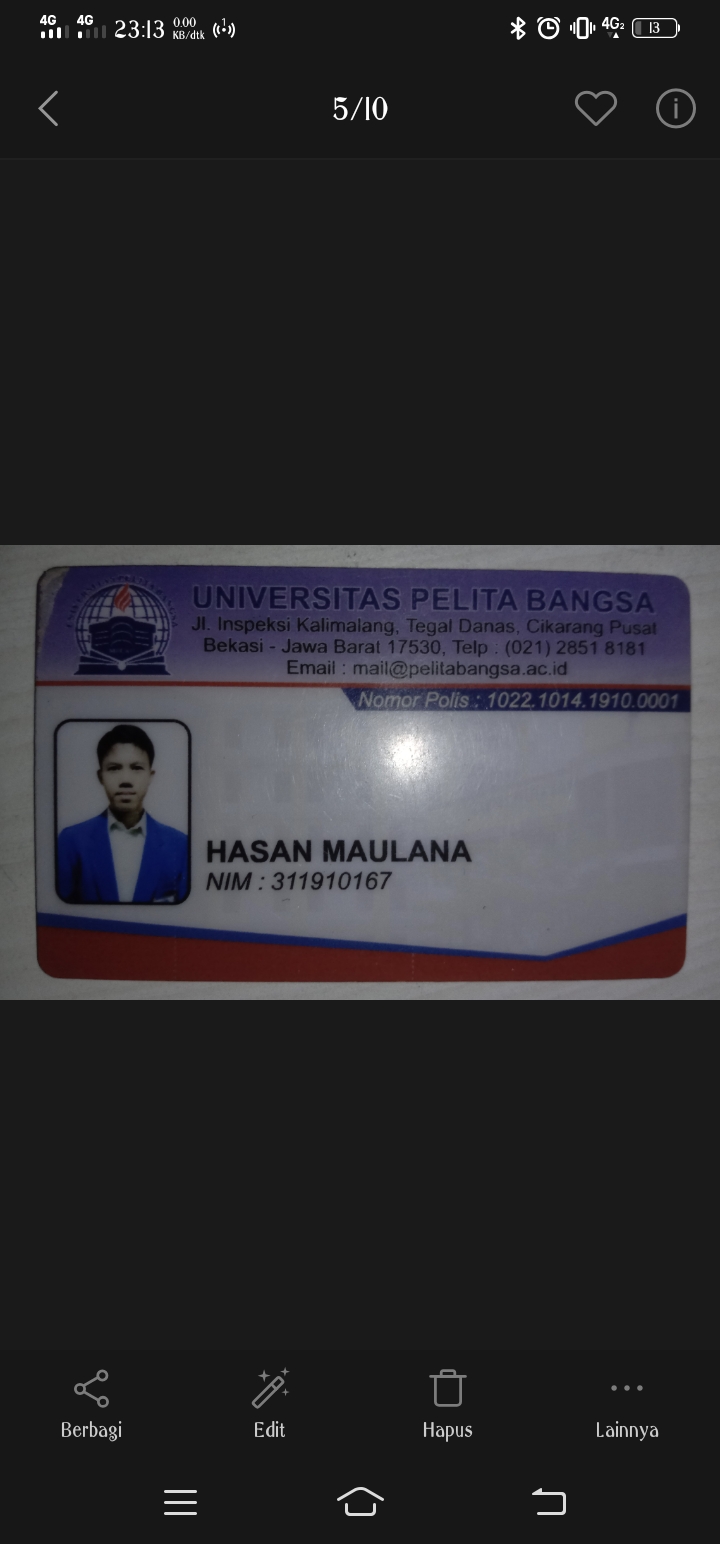 4G 4G 23:13 0.00 KB/dtk 4G2 13
5/10
UNIVERSITAS PELITA BANGSA
Jl. Inspeksi Kalimalang, Tegal Danas, Cikarang Pusat
Bekasi - Jawa Barat 17530, Telp : (021) 2851 8181
Email : mail@pelitabangsa.ac.id
Nomor Polis : 1022.1014.1910.0001
HASAN MAULANA
NIM : 311910167
Berbagi Edit Hapus Lainnya